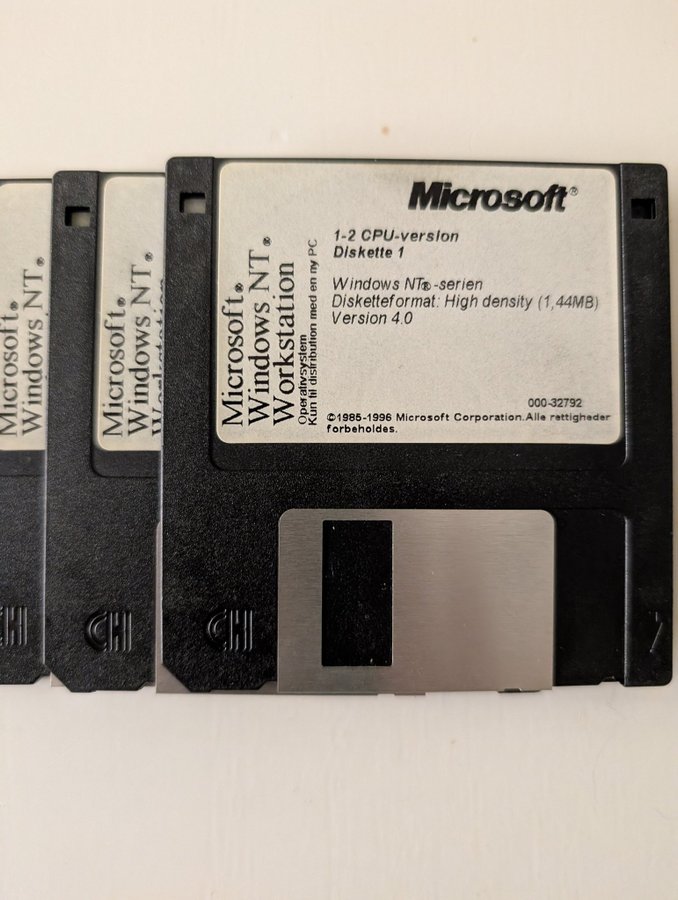 Microsoft®
Windows NT®
Microsoft®
Windows NT®
Microsoft®
Windows NT®
Workstation
Operativsystem
Kun til distribution med en ny PC
Microsoft®
1-2 CPU-version
Diskette 1
Windows NT®-serien
Disketteformat: High density (1,44MB)
Version 4.0
000-32792
©1985-1996 Microsoft Corporation.Alle rettigheder
forbeholdes.
CH
CH